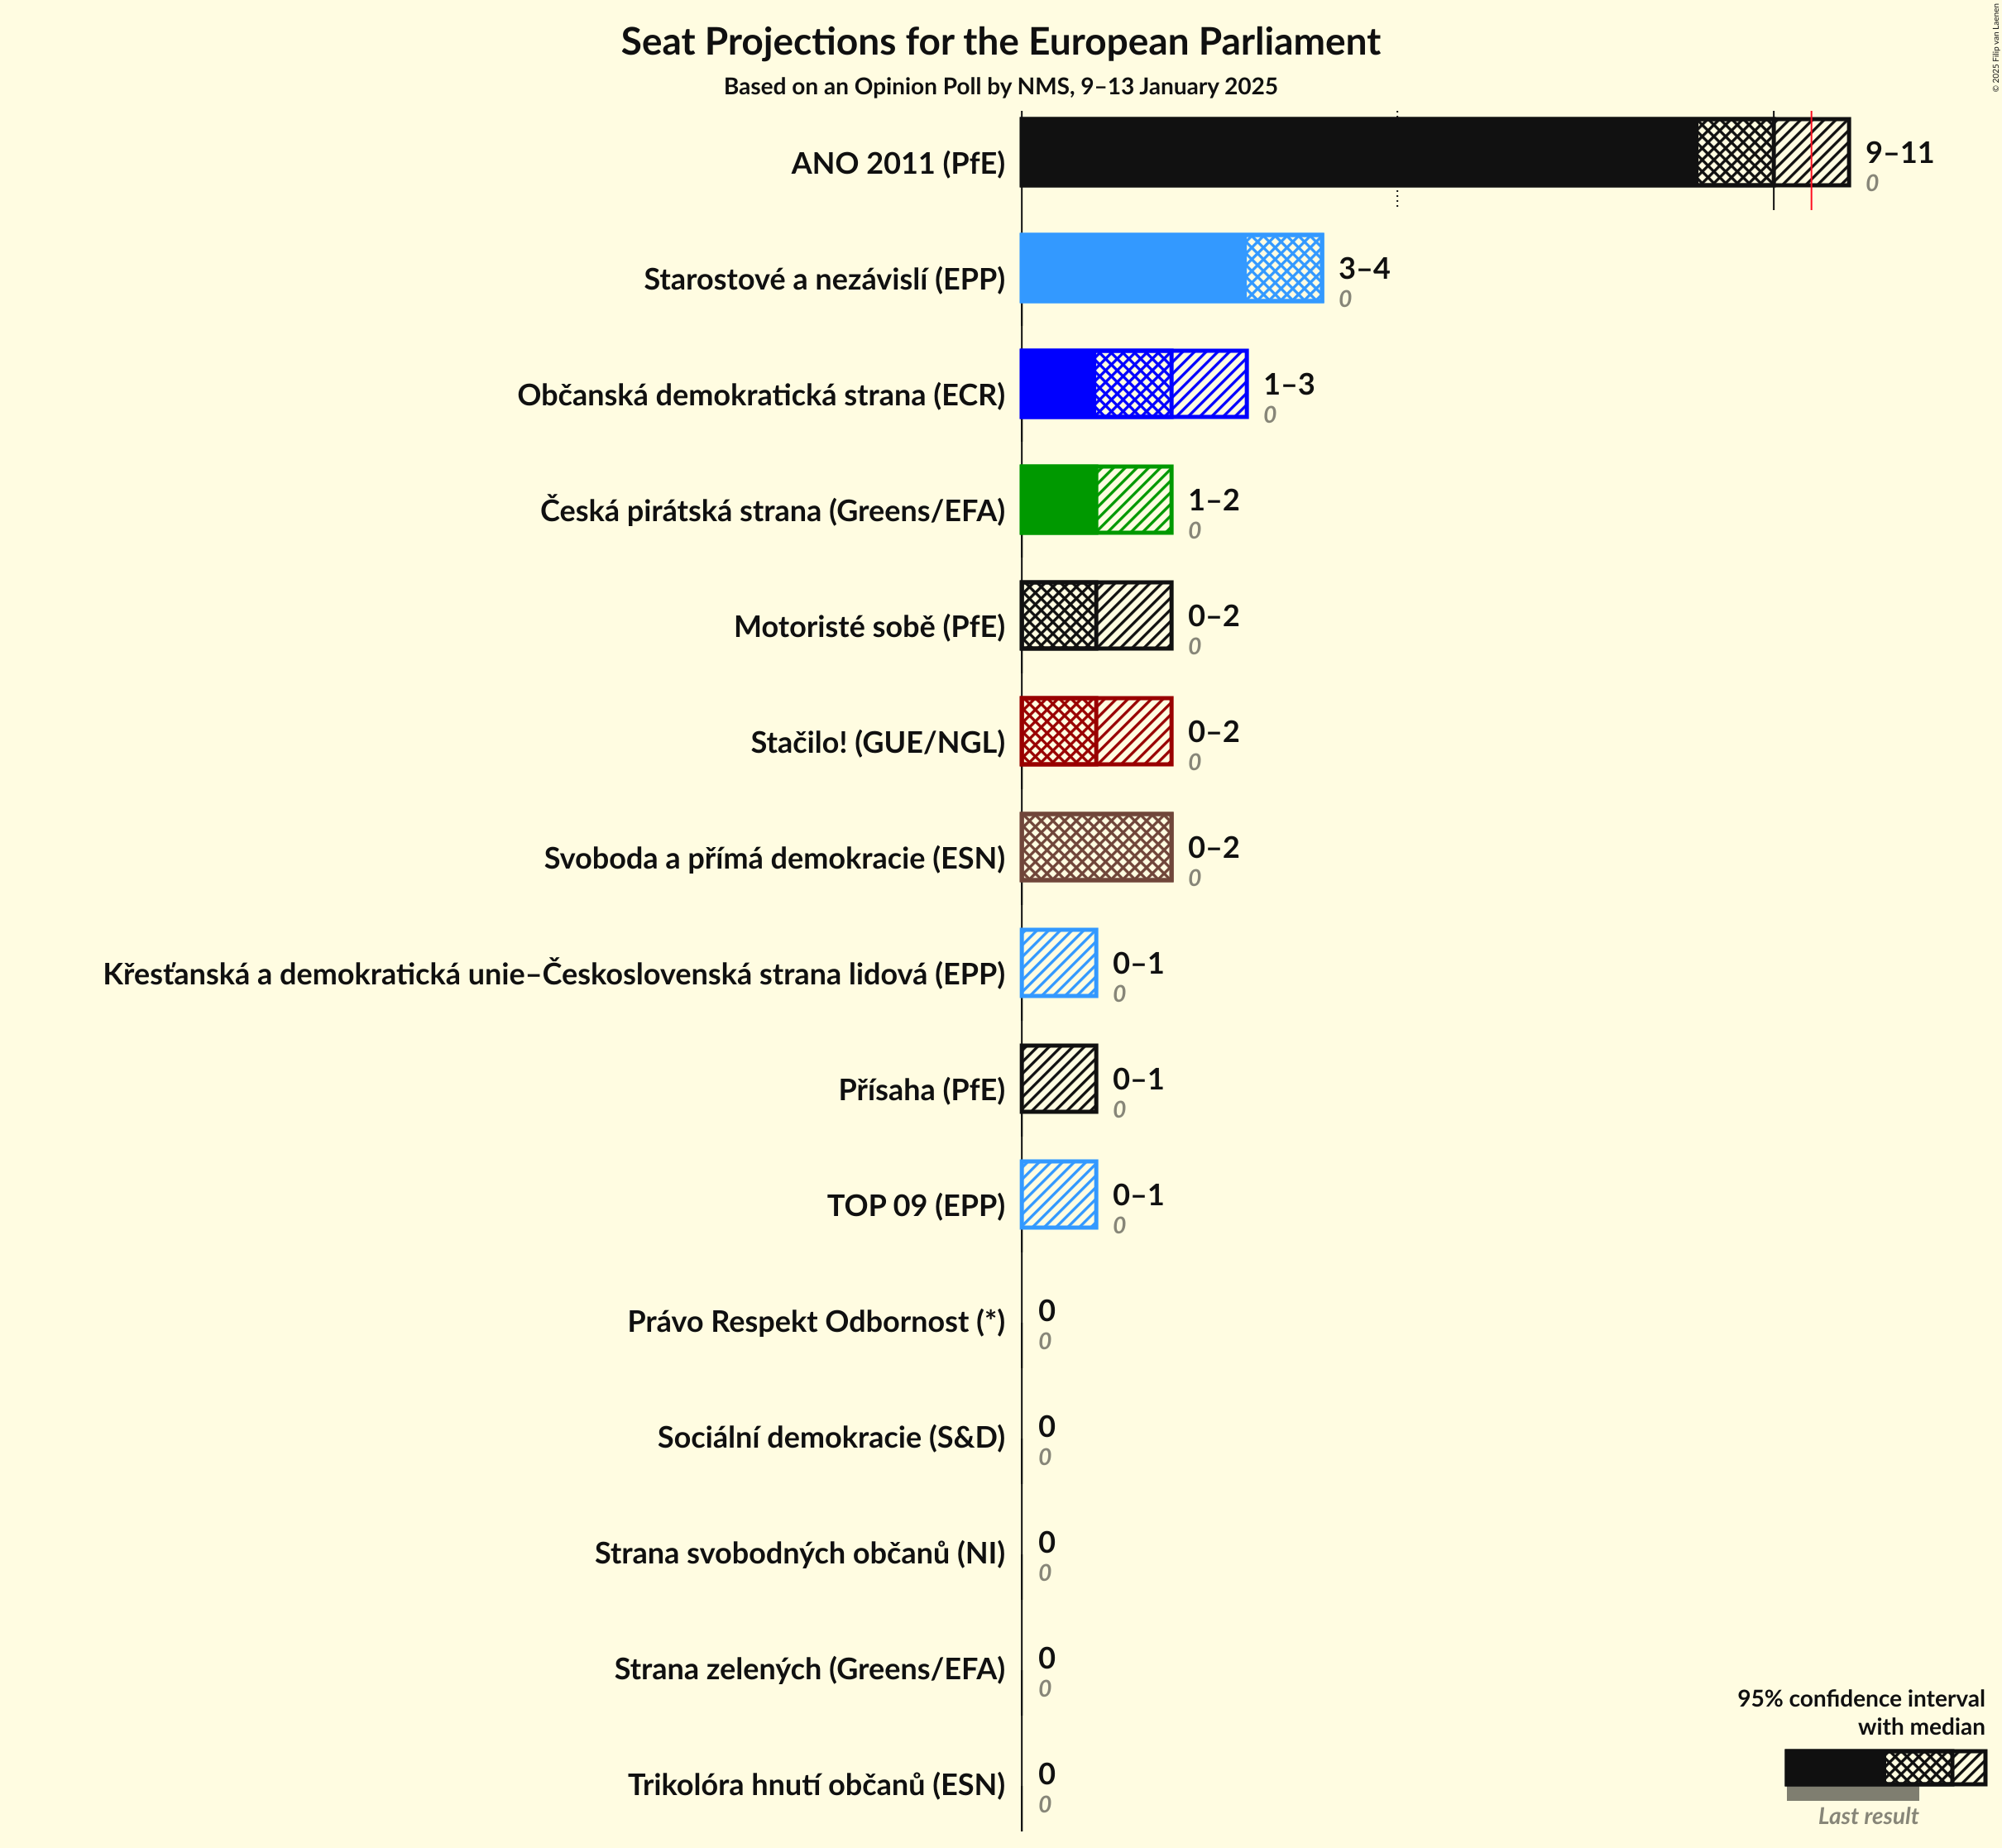 Seat Projections for the European Parliament
Based on an Opinion Poll by NMS, 9–13 January 2025
© 2025 Filip van Laenen
ANO 2011 (PfE)
9–11
0
Starostové a nezávislí (EPP)
3–4
0
Občanská demokratická strana (ECR)
1–3
0
Česká pirátská strana (Greens/EFA)
1–2
0
Motoristé sobě (PfE)
0–2
0
Stačilo! (GUE/NGL)
0–2
0
Svoboda a přímá demokracie (ESN)
0–2
0
Křesťanská a demokratická unie–Československá strana lidová (EPP)
0–1
0
Přísaha (PfE)
0–1
0
TOP 09 (EPP)
0–1
0
Právo Respekt Odbornost (*)
0
0
Sociální demokracie (S&D)
0
0
Strana svobodných občanů (NI)
0
0
Strana zelených (Greens/EFA)
0
0
Trikolóra hnutí občanů (ESN)
0
0
95% confidence interval
with median
Last result